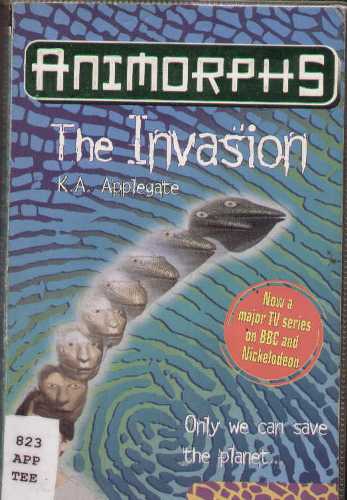 ANIMORPHS
The Invasion
K.A. Applegate
Now a
major TV series
on BBC and
Nickelodeon
Only we can save
the planet...
823
APP
TEE